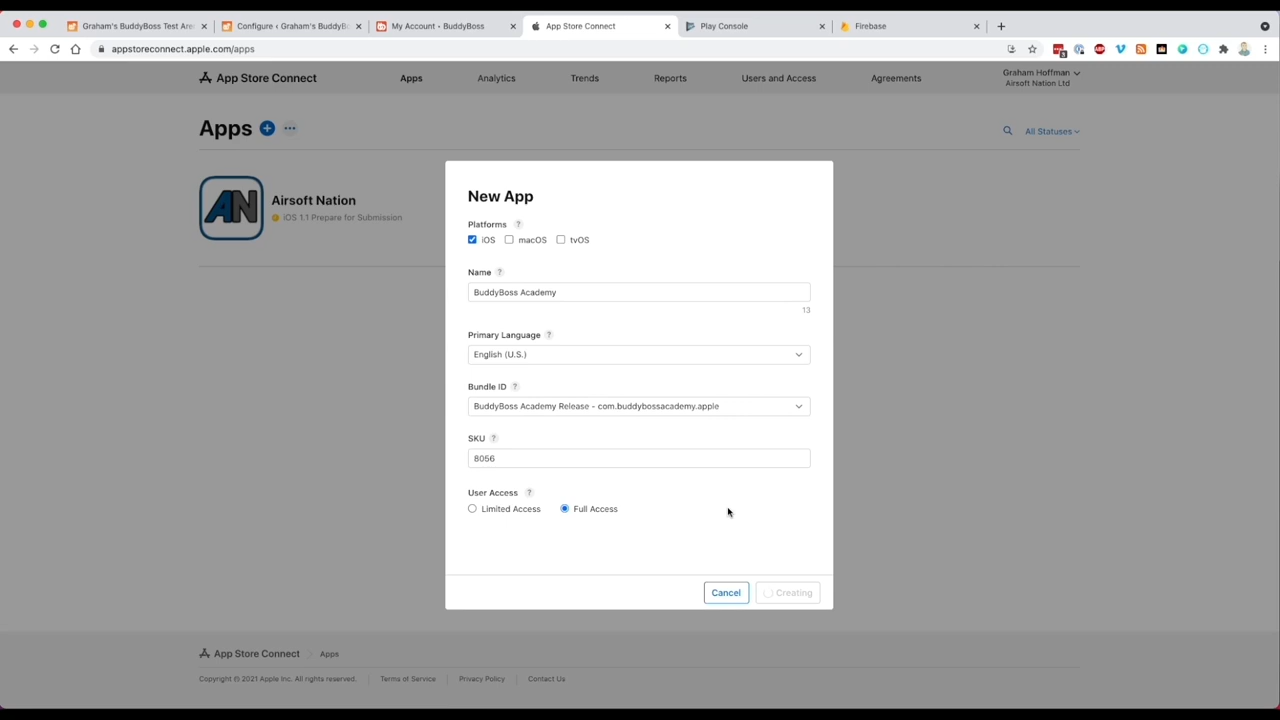 Graham's BuddyBoss Test Are
Configure ‹ Graham's BuddyBo
My Account - BuddyBoss
App Store Connect
Play Console
Firebase
appstoreconnect.apple.com/apps
App Store Connect
Apps
Analytics
Trends
Reports
Users and Access
Agreements
Graham Hoffman
Airsoft Nation Ltd
Apps
All Statuses
AN
Airsoft Nation
iOS 1.1 Prepare for Submission
New App
Platforms ?
iOS macOS tvOS
Name ?
BuddyBoss Academy
13
Primary Language ?
English (U.S.)
Bundle ID ?
BuddyBoss Academy Release - com.buddybossacademy.apple
SKU ?
8056
User Access ?
Limited Access Full Access
Cancel Creating
App Store Connect Apps
Copyright © 2021 Apple Inc. All rights reserved. Terms of Service Privacy Policy Contact Us